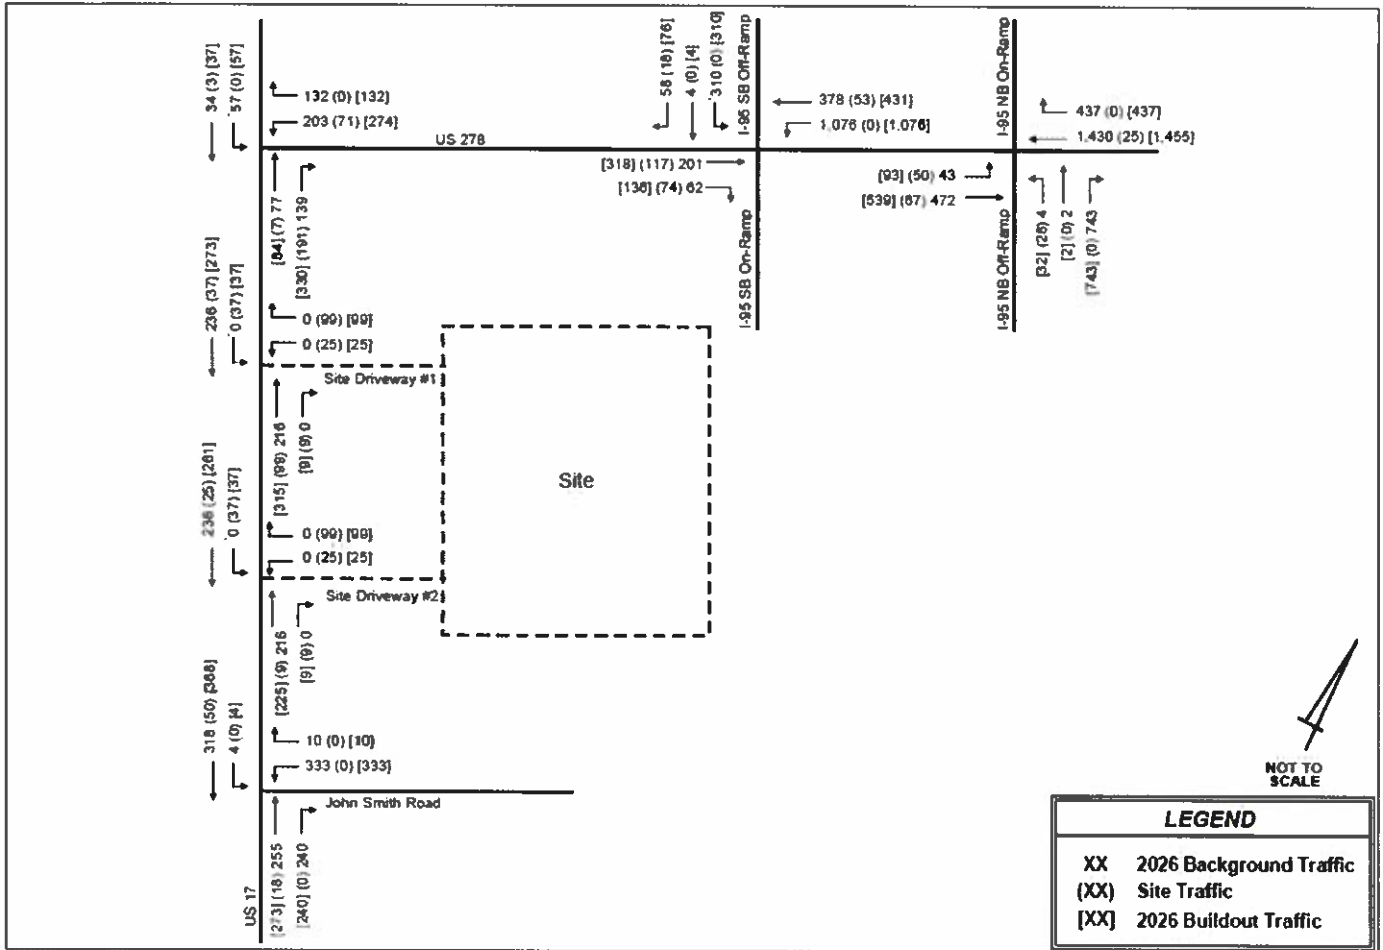 34 (3) [37]
57 (0) [57]
132 (0) [132]
203 (71) [274]
US 278
58 (18) [76]
4 (0) [4]
310 (0) [310]
I-95 SB Off-Ramp
378 (53) [431]
1,076 (0) [1,076]
I-95 NB On-Ramp
437 (0) [437]
1,430 (25) [1,455]
[318] (117) 201
[136] (74) 62
[93] (50) 43
[539] (67) 472
I-95 SB On-Ramp
I-95 NB Off-Ramp
[32] (28) 4
[2] (0) 2
[743] (0) 743
[84] (7) 77
[330] (191) 139
236 (37) [273]
0 (37) [37]
0 (99) [99]
0 (25) [25]
Site Driveway #1
[315] (99) 216
[9] (9) 0
Site
236 (25) [261]
0 (37) [37]
0 (99) [99]
0 (25) [25]
Site Driveway #2
[225] (9) 216
[9] (9) 0
318 (50) [368]
4 (0) [4]
10 (0) [10]
333 (0) [333]
John Smith Road
US 17
[273] (18) 255
[240] (0) 240
NOT TO
SCALE
LEGEND
XX 2026 Background Traffic
(XX) Site Traffic
[XX] 2026 Buildout Traffic